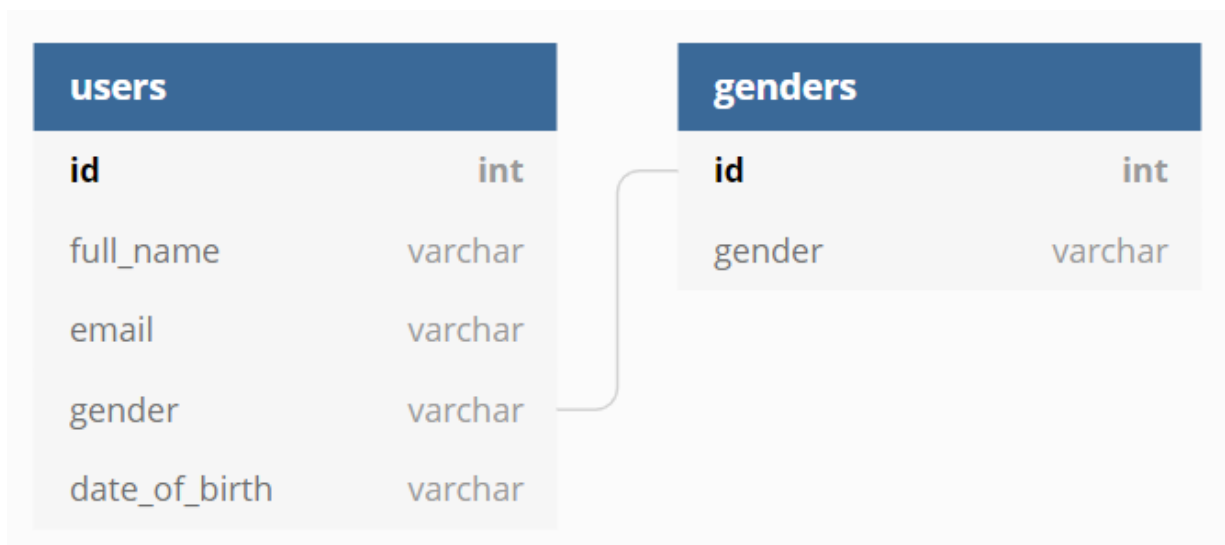 users
id int
full_name varchar
email varchar
gender varchar
date_of_birth varchar
genders
id int
gender varchar